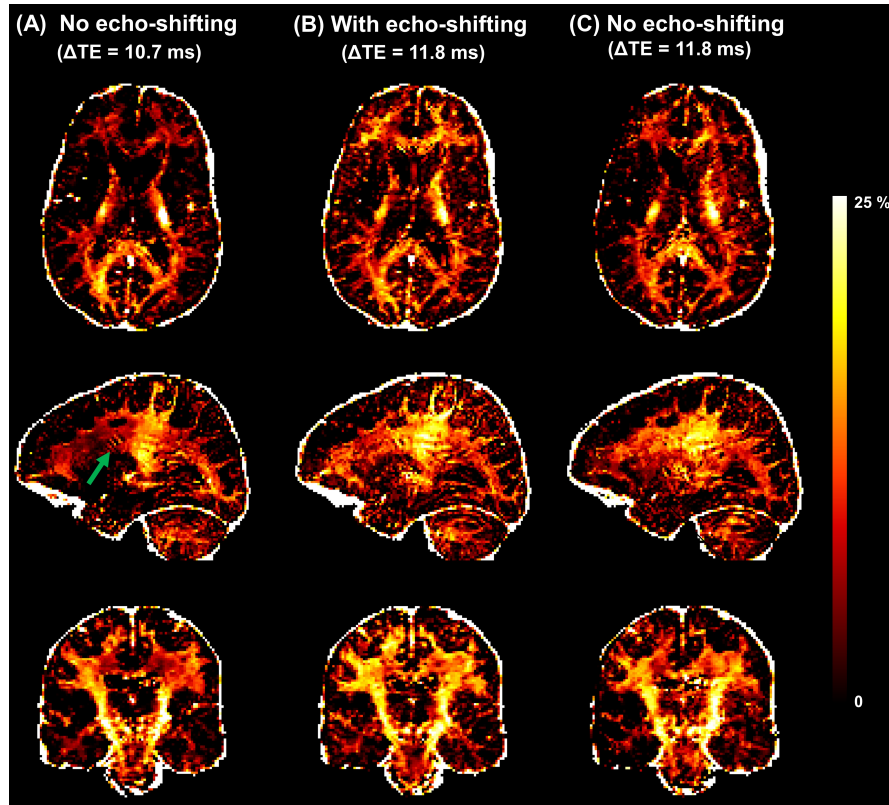 (A) No echo-shifting
(ΔTE = 10.7 ms)
(B) With echo-shifting
(ΔTE = 11.8 ms)
(C) No echo-shifting
(ΔTE = 11.8 ms)
25 %
0